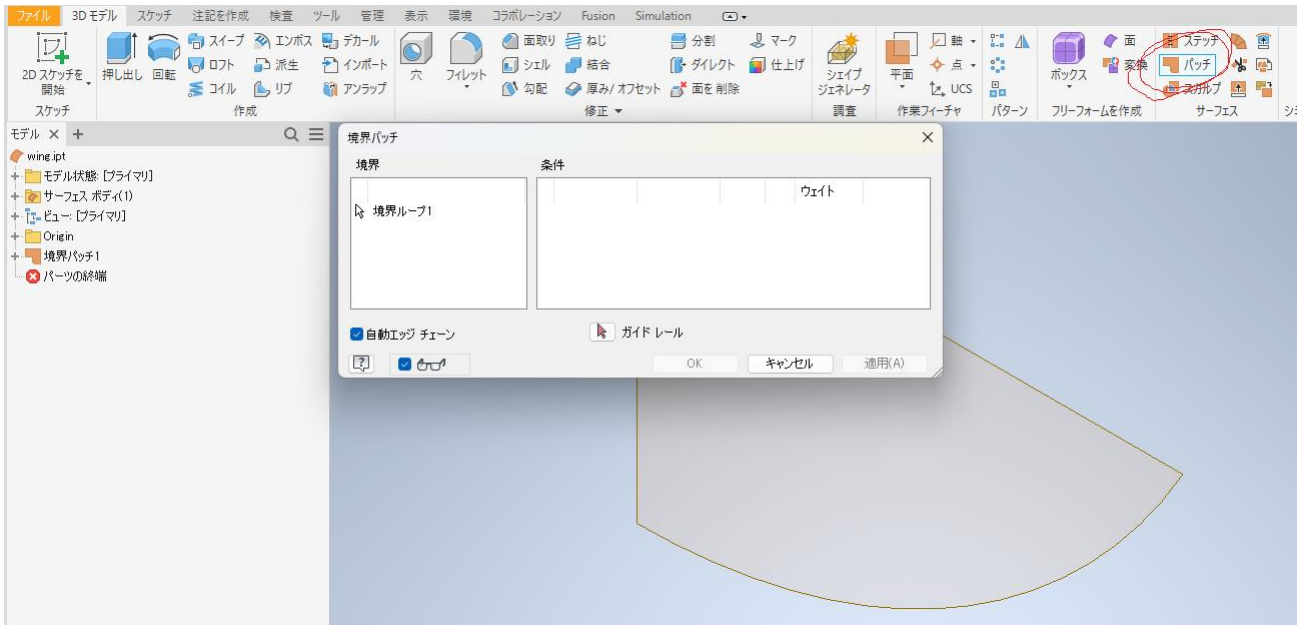 ファイル 3D モデル スケッチ 注記を作成 検査 ツール 管理 表示 環境 コラボレーション Fusion Simulation
スイープ エンボス デカール 面取り ねじ 分割 マーク 軸 面 ステッチ
2D スケッチを 開始 押し出し 回転 ロフト 派生 インポート 穴 フィレット シェル 結合 ダイレクト 仕上げ シェイプ ジェネレータ 平面 点 ボックス 変換 パッチ
コイル リブ アンラップ 勾配 厚み/オフセット 面を削除 UCS スカルプ
スケッチ 作成 修正 調査 作業フィーチャ パターン フリーフォームを作成 サーフェス
モデル
wing.ipt
モデル状態: [プライマリ]
サーフェス ボディ(1)
ビュー: [プライマリ]
Origin
境界パッチ1
パーツの終端
境界パッチ
境界 条件
ウェイト
境界ループ1
自動エッジ チェーン ガイド レール
OK キャンセル 適用(A)